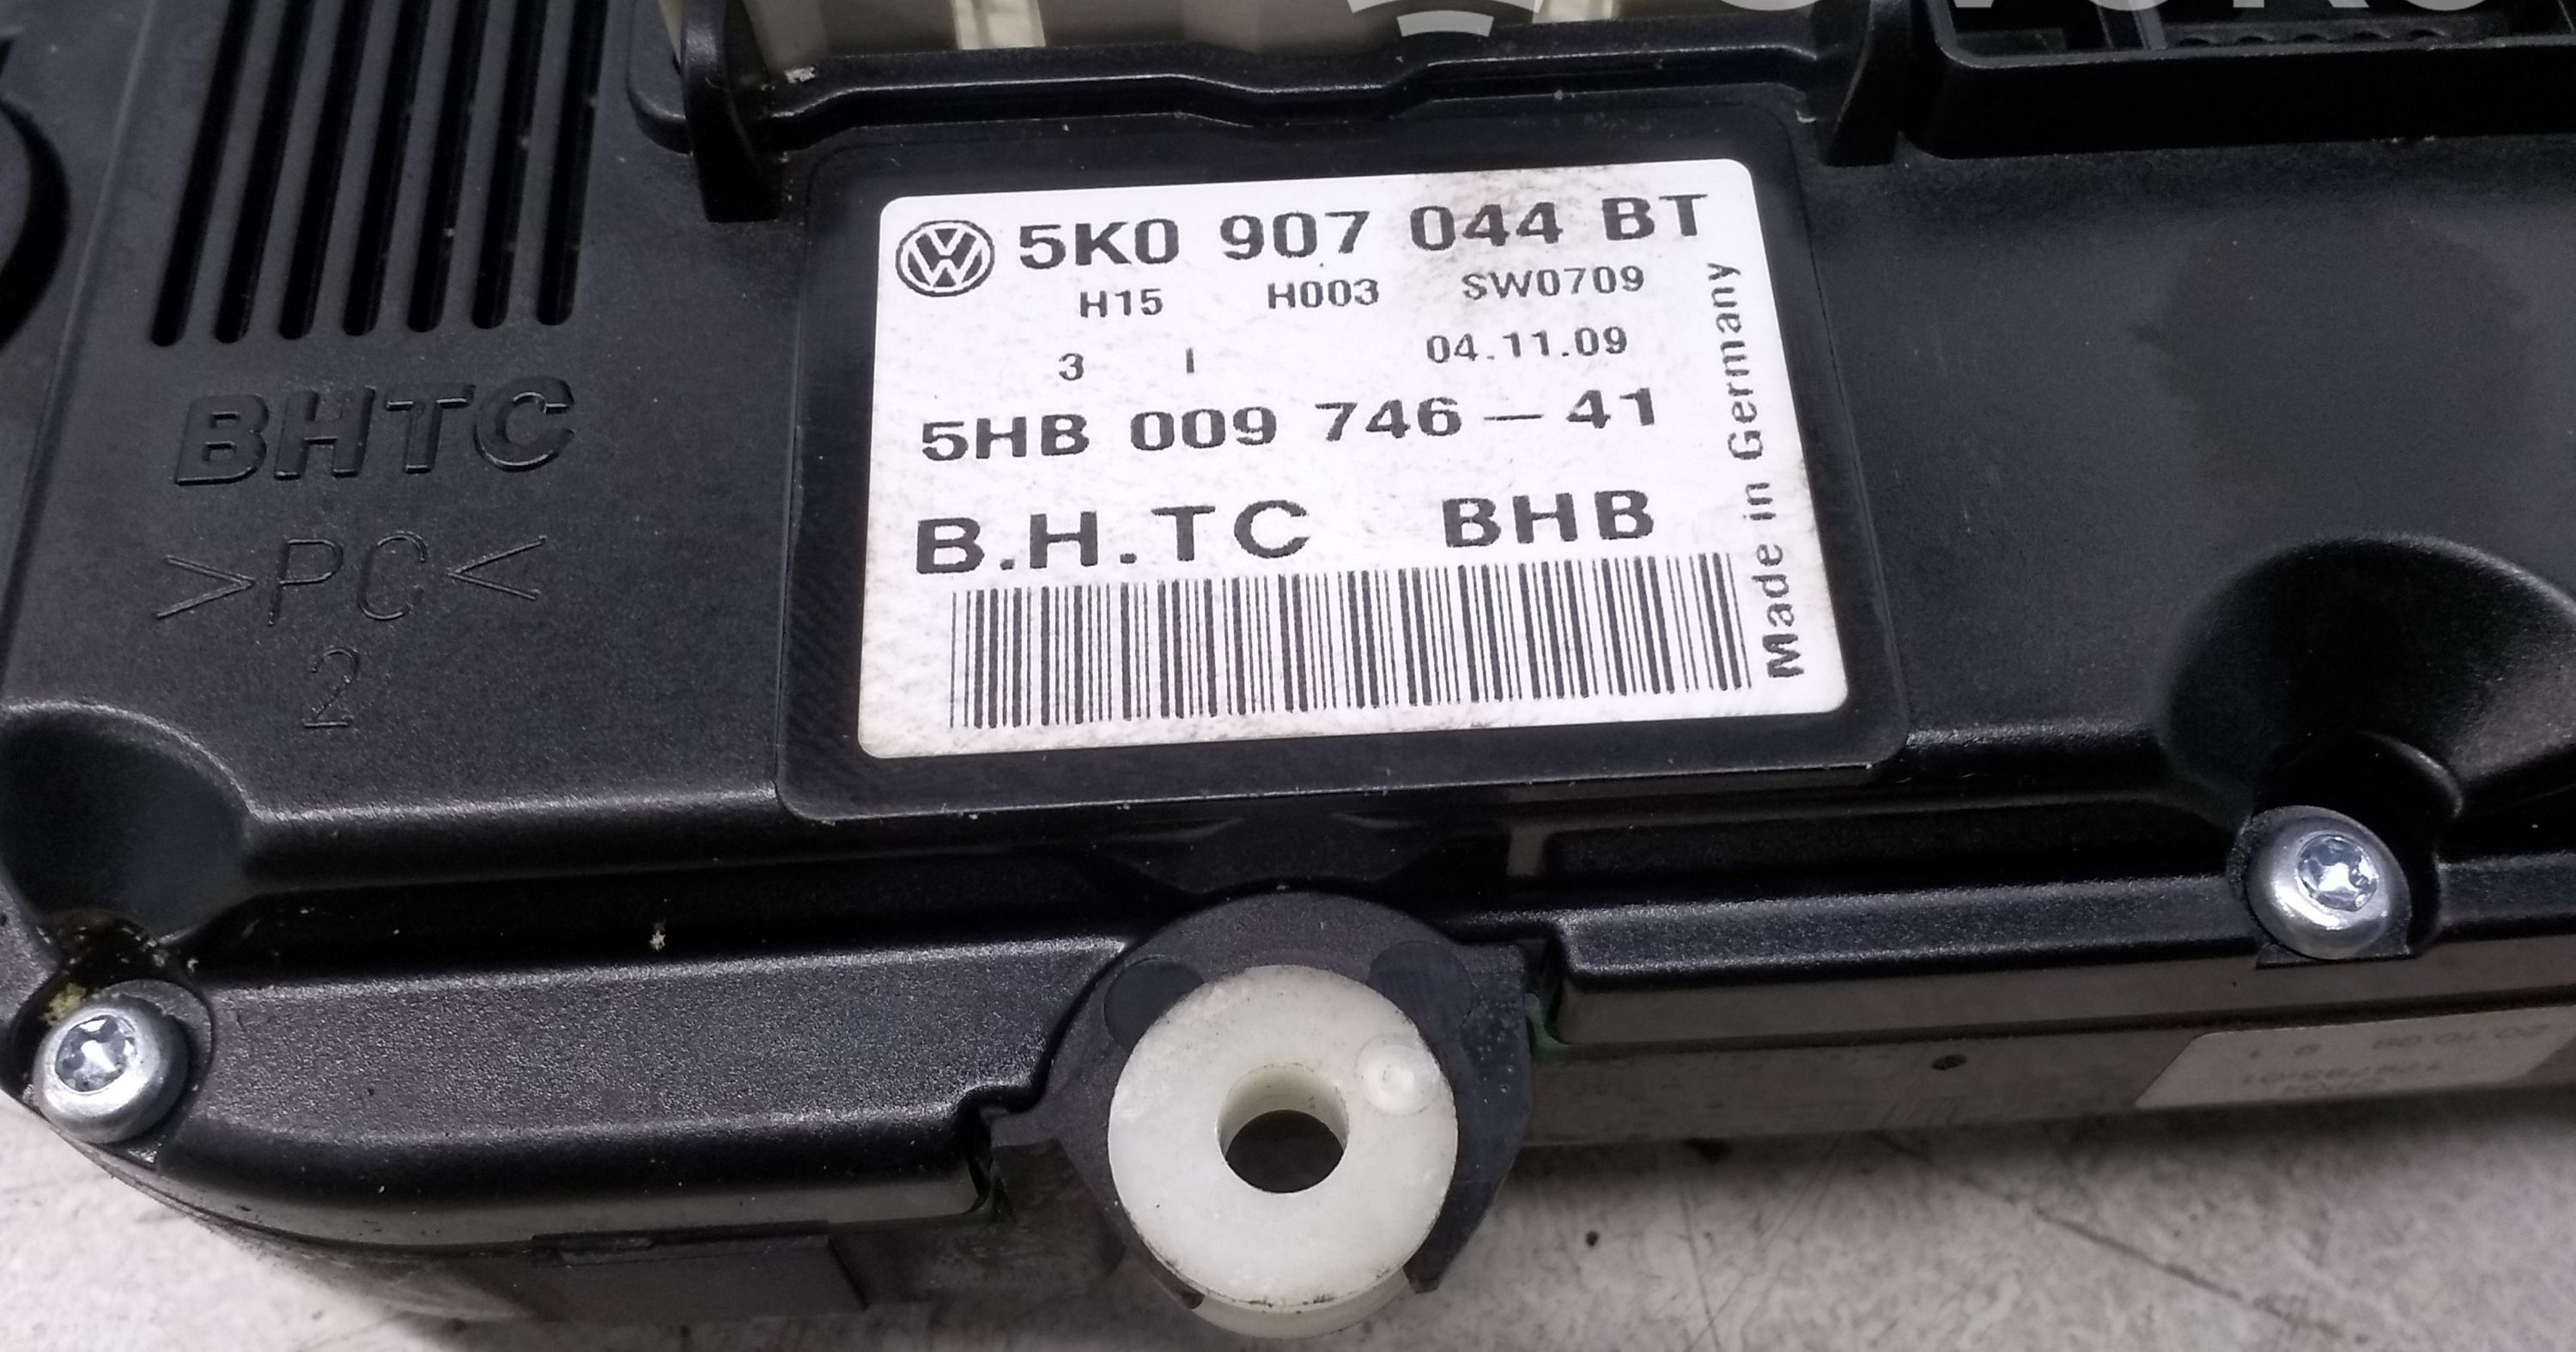 5K0 907 044 BT
H15 H003 SW0709
3 I 04.11.09
5HB 009 746 – 41
B.H.TC BHB
Made in Germany
BHTC
>PC<
2